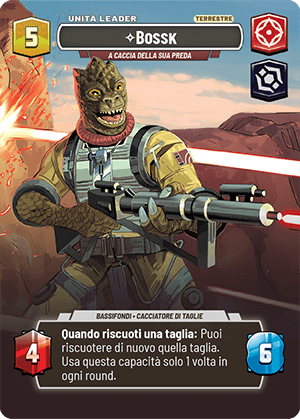 UNITÀ LEADER
TERRESTRE
5
Bossk
A CACCIA DELLA SUA PREDA
BASSIFONDI • CACCIATORE DI TAGLIE
Quando riscuoti una taglia: Puoi
riscuotere di nuovo quella taglia.
Usa questa capacità solo 1 volta in
ogni round.
4
6